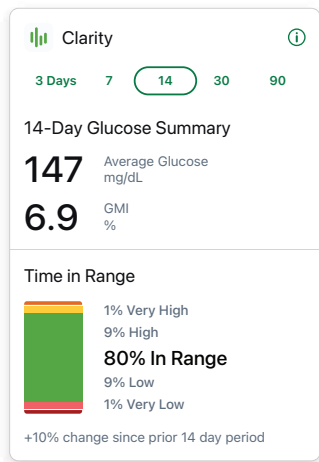 Clarity
3 Days 7 14 30 90
14-Day Glucose Summary
147 Average Glucose
mg/dL
6.9 GMI
%
Time in Range
1% Very High
9% High
80% In Range
9% Low
1% Very Low
+10% change since prior 14 day period